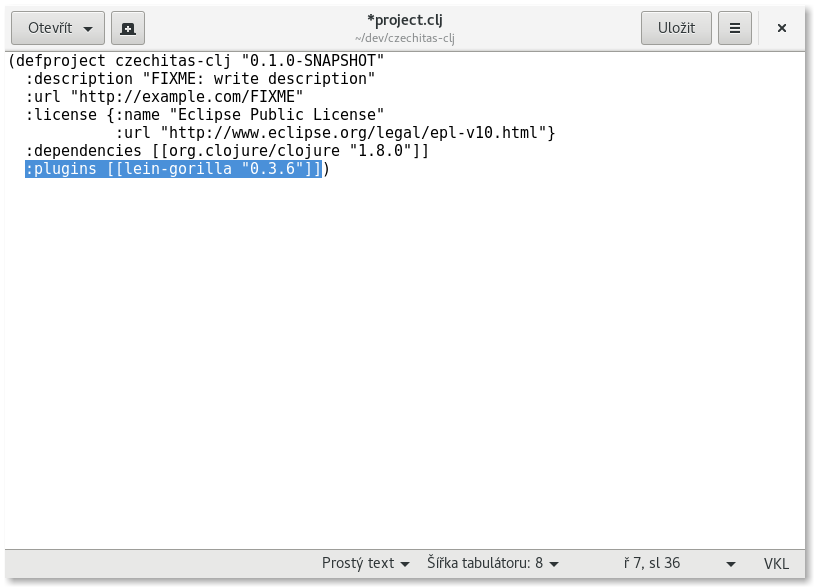 Otevřít
*project.clj
~/dev/czechitas-clj
Uložit
(defproject czechitas-clj "0.1.0-SNAPSHOT"
  :description "FIXME: write description"
  :url "http://example.com/FIXME"
  :license {:name "Eclipse Public License"
            :url "http://www.eclipse.org/legal/epl-v10.html"}
  :dependencies [[org.clojure/clojure "1.8.0"]]
  :plugins [[lein-gorilla "0.3.6"]])
Prostý text
Šířka tabulátoru: 8
ř 7, sl 36
VKL